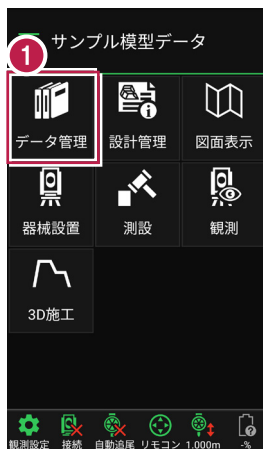 サンプル模型データ
1
データ管理 設計管理 図面表示
器械設置 測設 観測
3D施工
観測設定 接続 自動追尾 リモコン 1.000m -%